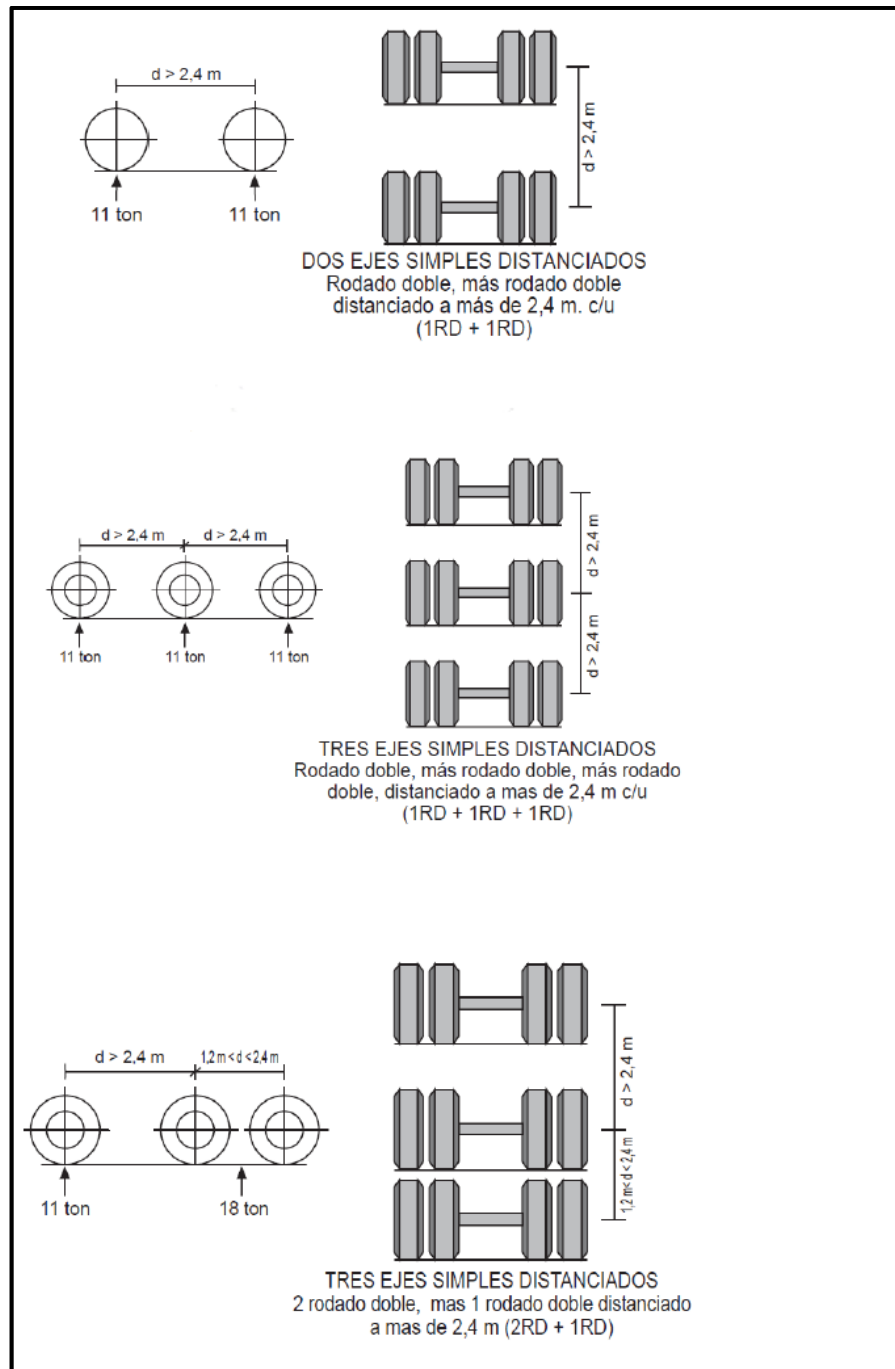 d > 2,4 m
11 ton
11 ton
d > 2,4 m
DOS EJES SIMPLES DISTANCIADOS
Rodado doble, más rodado doble
distanciado a más de 2,4 m. c/u
(1RD + 1RD)
d > 2,4 m
d > 2,4 m
11 ton
11 ton
11 ton
d > 2,4 m
d > 2,4 m
TRES EJES SIMPLES DISTANCIADOS
Rodado doble, más rodado doble, más rodado
doble, distanciado a mas de 2,4 m c/u
(1RD + 1RD + 1RD)
d > 2,4 m
1,2 m<d<2,4 m
11 ton
18 ton
d > 2,4 m
1,2 m<d<2,4 m
TRES EJES SIMPLES DISTANCIADOS
2 rodado doble, mas 1 rodado doble distanciado
a mas de 2,4 m (2RD + 1RD)